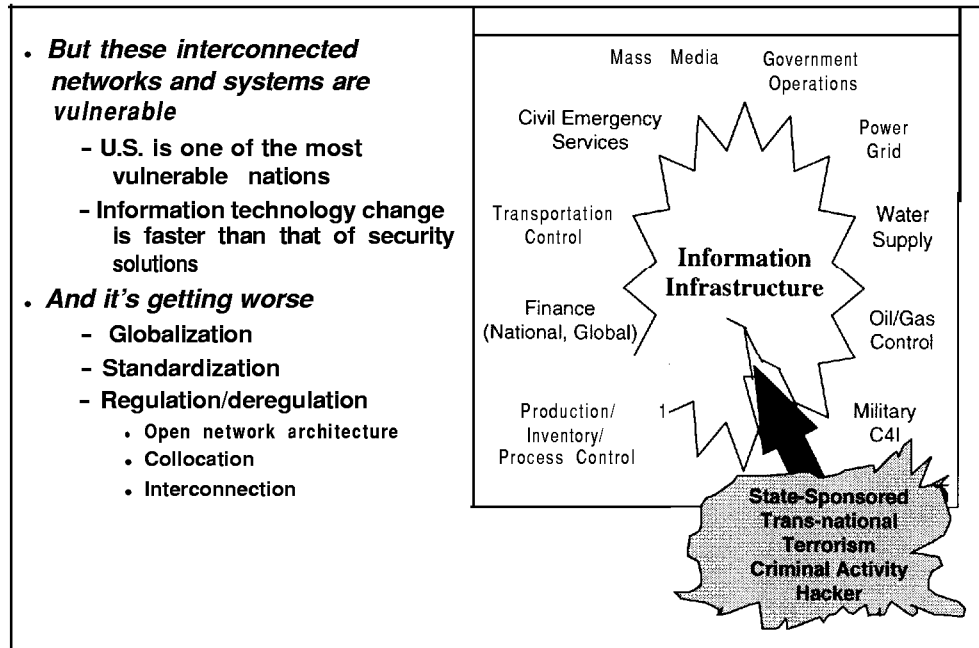 • But these interconnected
networks and systems are
vulnerable
– U.S. is one of the most
vulnerable nations
– Information technology change
is faster than that of security
solutions
• And it's getting worse
– Globalization
– Standardization
– Regulation/deregulation
• Open network architecture
• Collocation
• Interconnection
Mass Media
Government
Operations
Civil Emergency
Services
Power
Grid
Transportation
Control
Water
Supply
Information
Infrastructure
Finance
(National, Global)
Oil/Gas
Control
Production/
Inventory/
Process Control
1
Military
C4I
State-Sponsored
Trans-national
Terrorism
Criminal Activity
Hacker